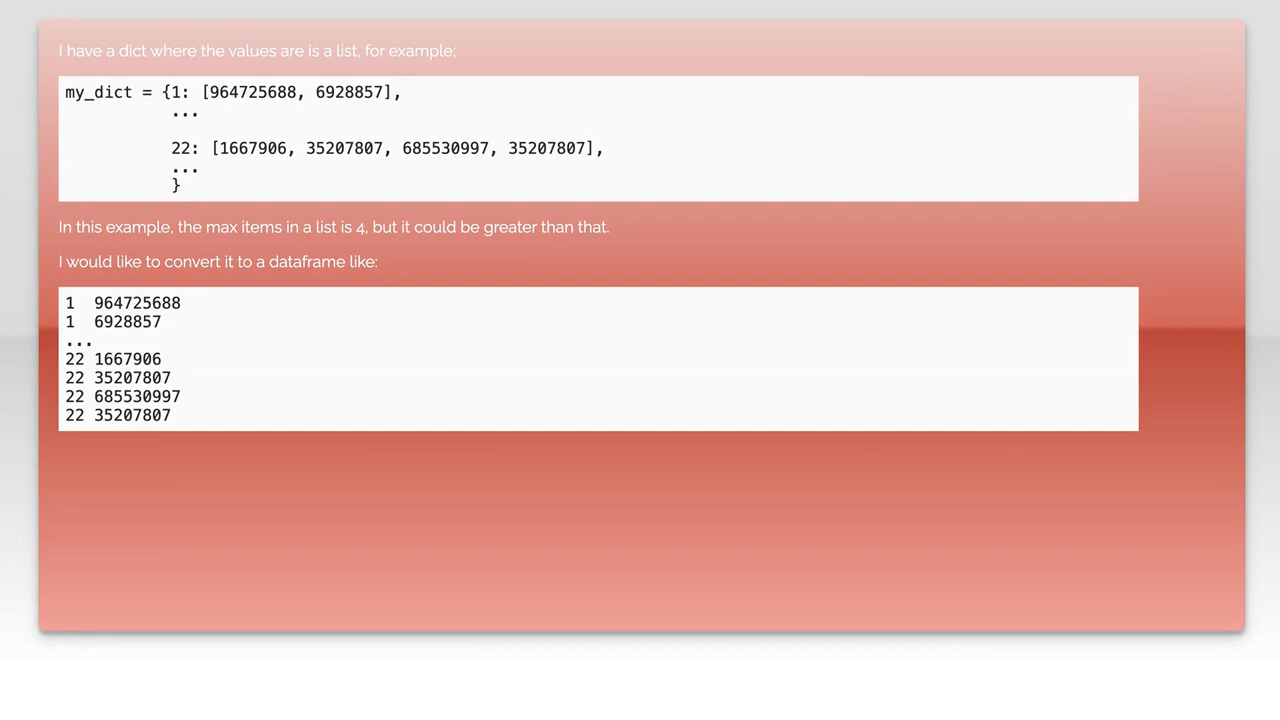 I have a dict where the values are is a list, for example;
my_dict = {1: [964725688, 6928857],
...
22: [1667906, 35207807, 685530997, 35207807],
...
}
In this example, the max items in a list is 4, but it could be greater than that.
I would like to convert it to a dataframe like:
1  964725688
1  6928857
...
22 1667906
22 35207807
22 685530997
22 35207807